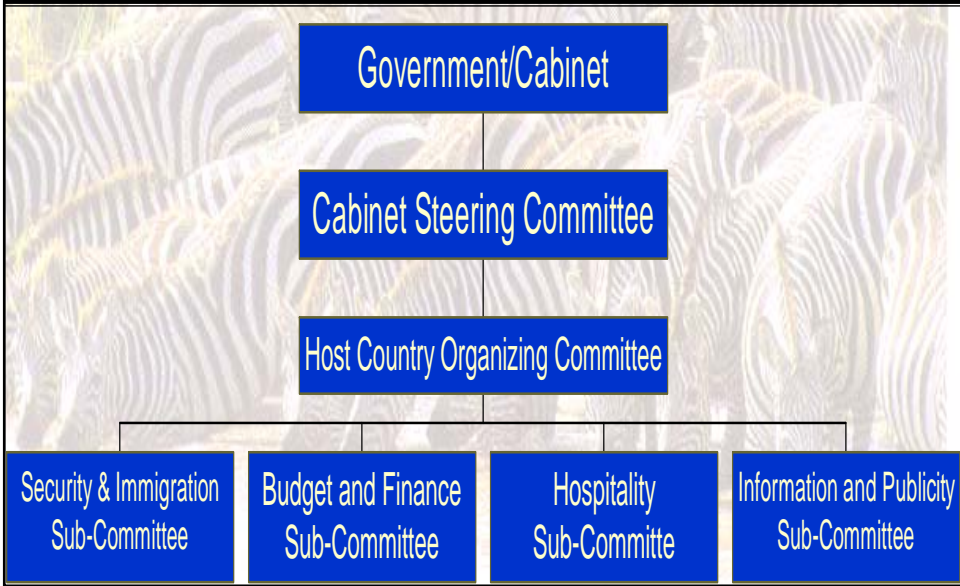 Government/Cabinet
Cabinet Steering Committee
Host Country Organizing Committee
Security & Immigration
Sub-Committee
Budget and Finance
Sub-Committee
Hospitality
Sub-Committe
Information and Publicity
Sub-Committee